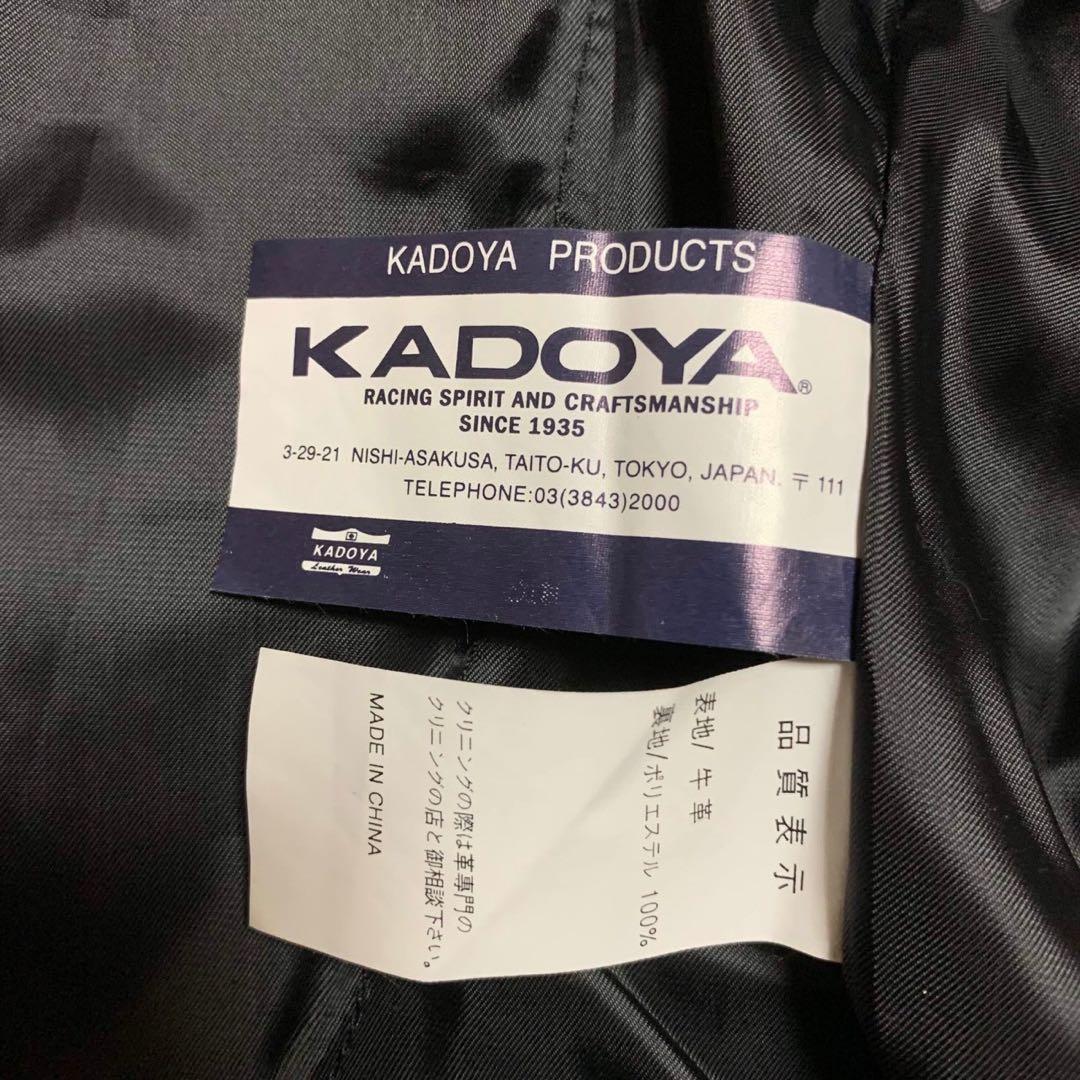 KADOYA PRODUCTS
KADOYA®
RACING SPIRIT AND CRAFTSMANSHIP
SINCE 1935
3-29-21 NISHI-ASAKUSA, TAITO-KU, TOKYO, JAPAN. 〒 111
TELEPHONE:03(3843)2000
KADOYA
Leather Wear
品質表示
表地/ 牛革
裏地/ポリエステル 100%
クリニングの際は革専門の
クリニングの店と御相談下さい。
MADE IN CHINA